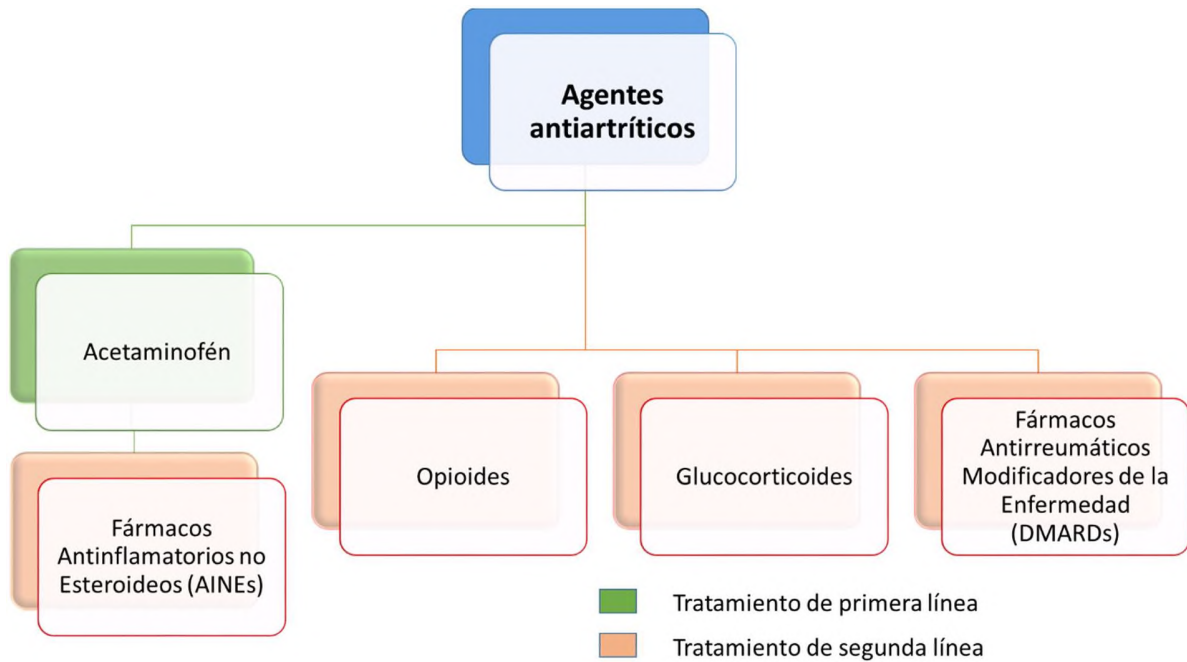 Agentes
antiartríticos
Acetaminofén
Fármacos
Antinflamatorios no
Esteroideos (AINEs)
Opioides
Glucocorticoides
Fármacos
Antirreumáticos
Modificadores de la
Enfermedad
(DMARDs)
Tratamiento de primera línea
Tratamiento de segunda línea